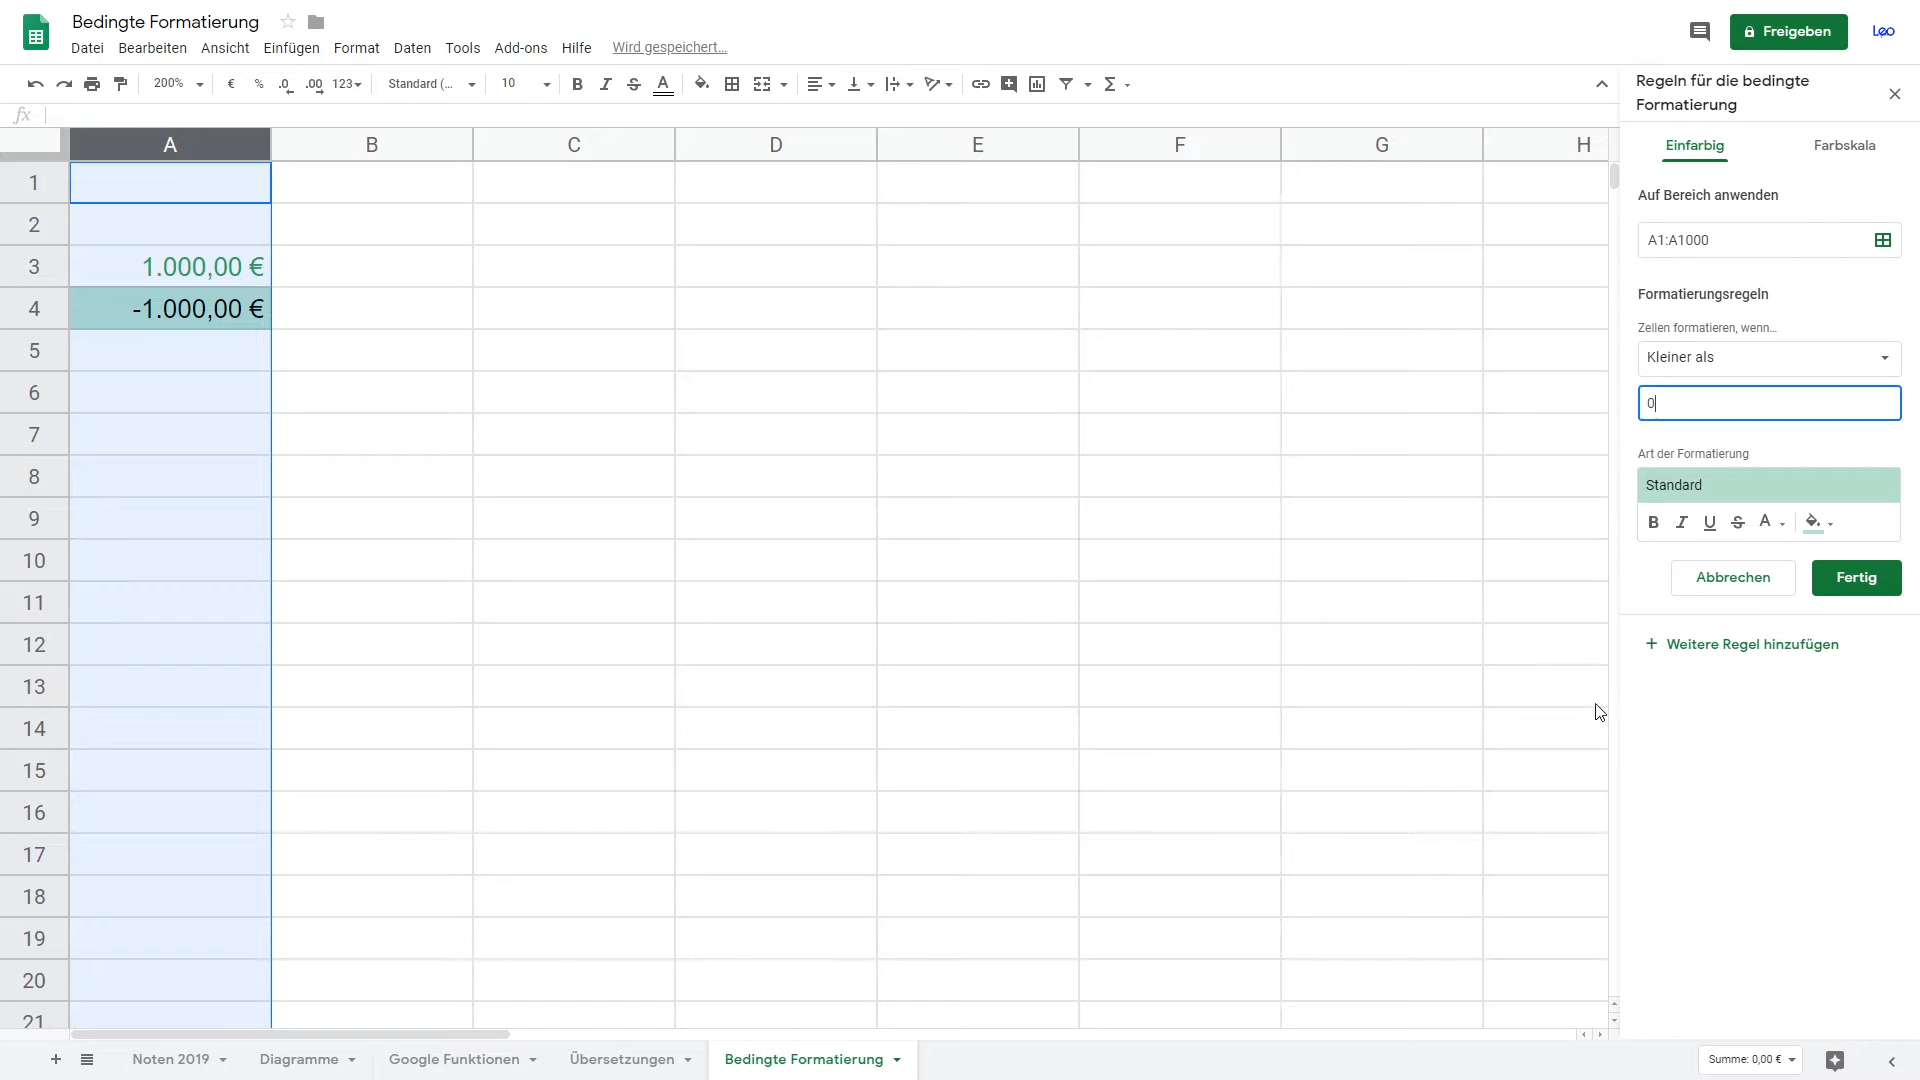 Bedingte Formatierung
Datei Bearbeiten Ansicht Einfügen Format Daten Tools Add-ons Hilfe Wird gespeichert…
Freigeben
Leo
200% € % .0 .00 123 Standard (... 10 B I S A Σ
Regeln für die bedingte
Formatierung
fx
A B C D E F G H
Einfarbig Farbskala
1
Auf Bereich anwenden
2
A1:A1000
3 1.000,00 €
Formatierungsregeln
4 -1.000,00 €
Zellen formatieren, wenn…
5
Kleiner als
6
0
7
Art der Formatierung
8
Standard
9
B I U S A
10
Abbrechen Fertig
11
12
+ Weitere Regel hinzufügen
13
14
15
16
17
18
19
20
21
+ Noten 2019 Diagramme Google Funktionen Übersetzungen Bedingte Formatierung Summe: 0,00 €